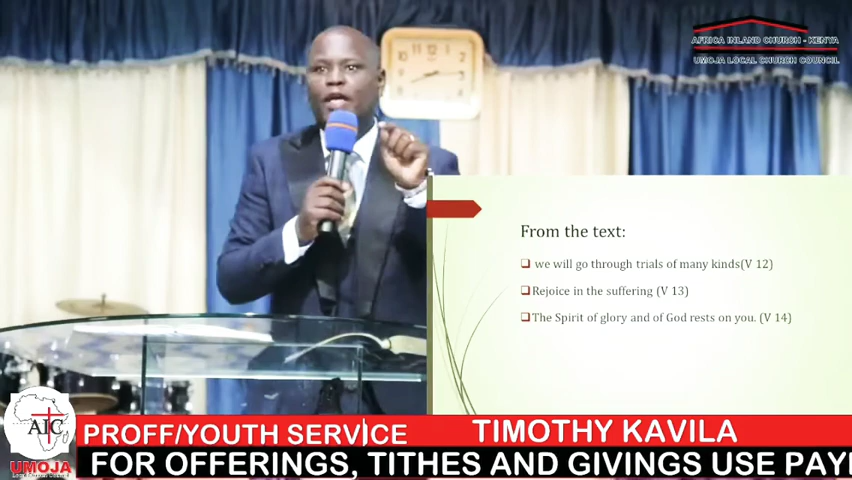 AFRICA INLAND CHURCH - KENYA
UMOJA LOCAL CHURCH COUNCIL
From the text:
we will go through trials of many kinds(V 12)
Rejoice in the suffering (V 13)
The Spirit of glory and of God rests on you. (V 14)
AIC
UMOJA
PROFF/YOUTH SERVICE
TIMOTHY KAVILA
FOR OFFERINGS, TITHES AND GIVINGS USE PAY